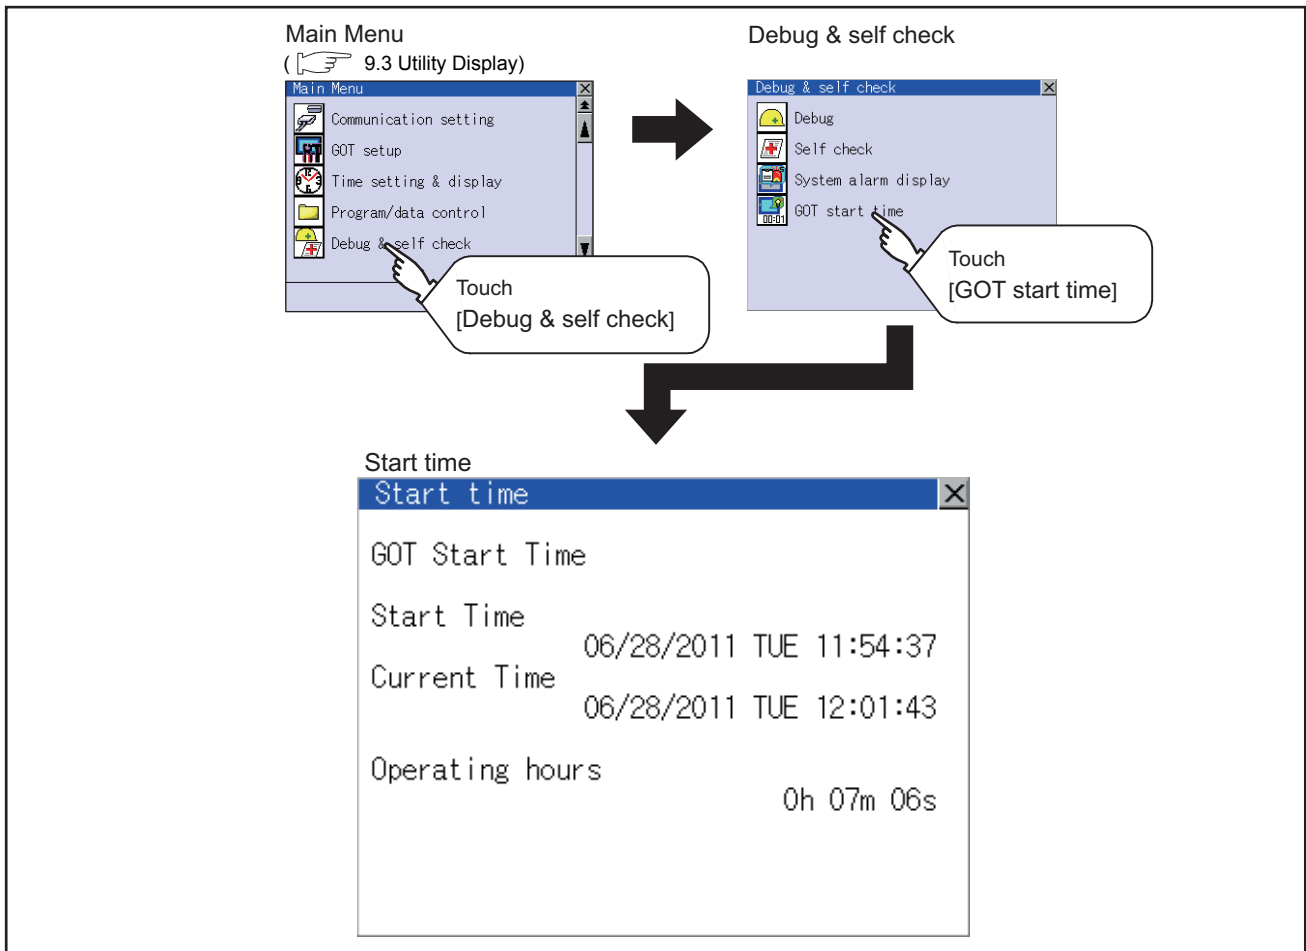 Main Menu
( 9.3 Utility Display)
Main Menu
Communication setting
GOT setup
Time setting & display
Program/data control
Debug & self check
Touch
[Debug & self check]
Debug & self check
Debug & self check
Debug
Self check
System alarm display
00:01
GOT start time
Touch
[GOT start time]
Start time
Start time
GOT Start Time
Start Time
06/28/2011 TUE 11:54:37
Current Time
06/28/2011 TUE 12:01:43
Operating hours
0h 07m 06s